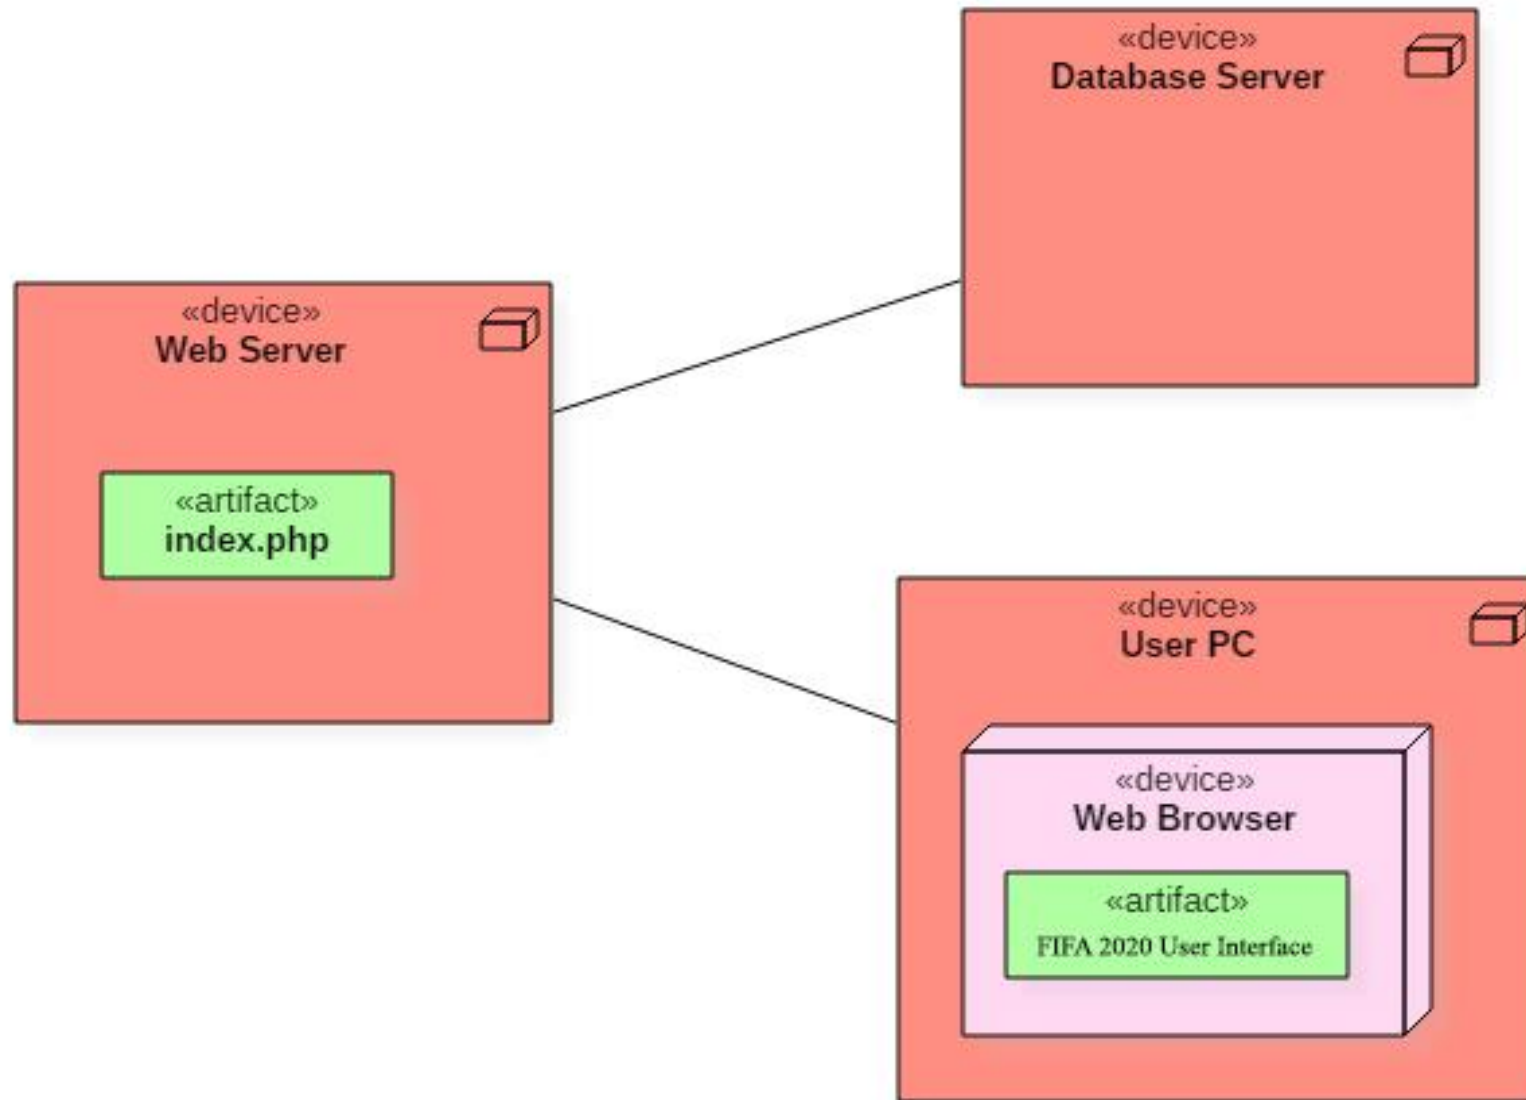 «device»
Database Server
«device»
Web Server
«artifact»
index.php
«device»
User PC
«device»
Web Browser
«artifact»
FIFA 2020 User Interface